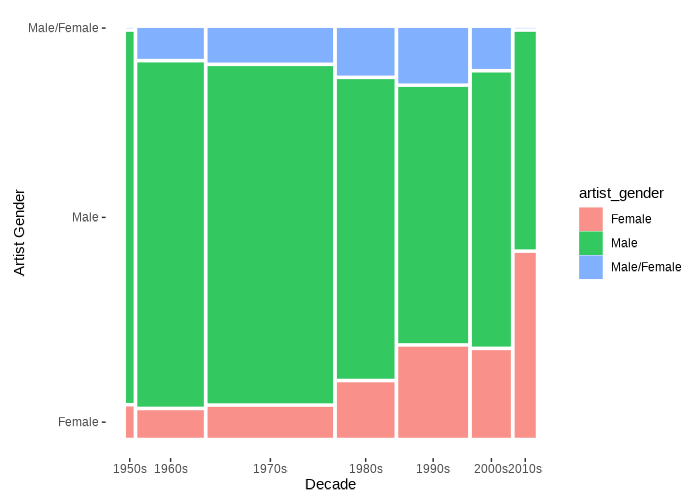 Male/Female
Male
Female
Artist Gender
1950s 1960s 1970s 1980s 1990s 2000s 2010s
Decade
artist_gender
Female
Male
Male/Female